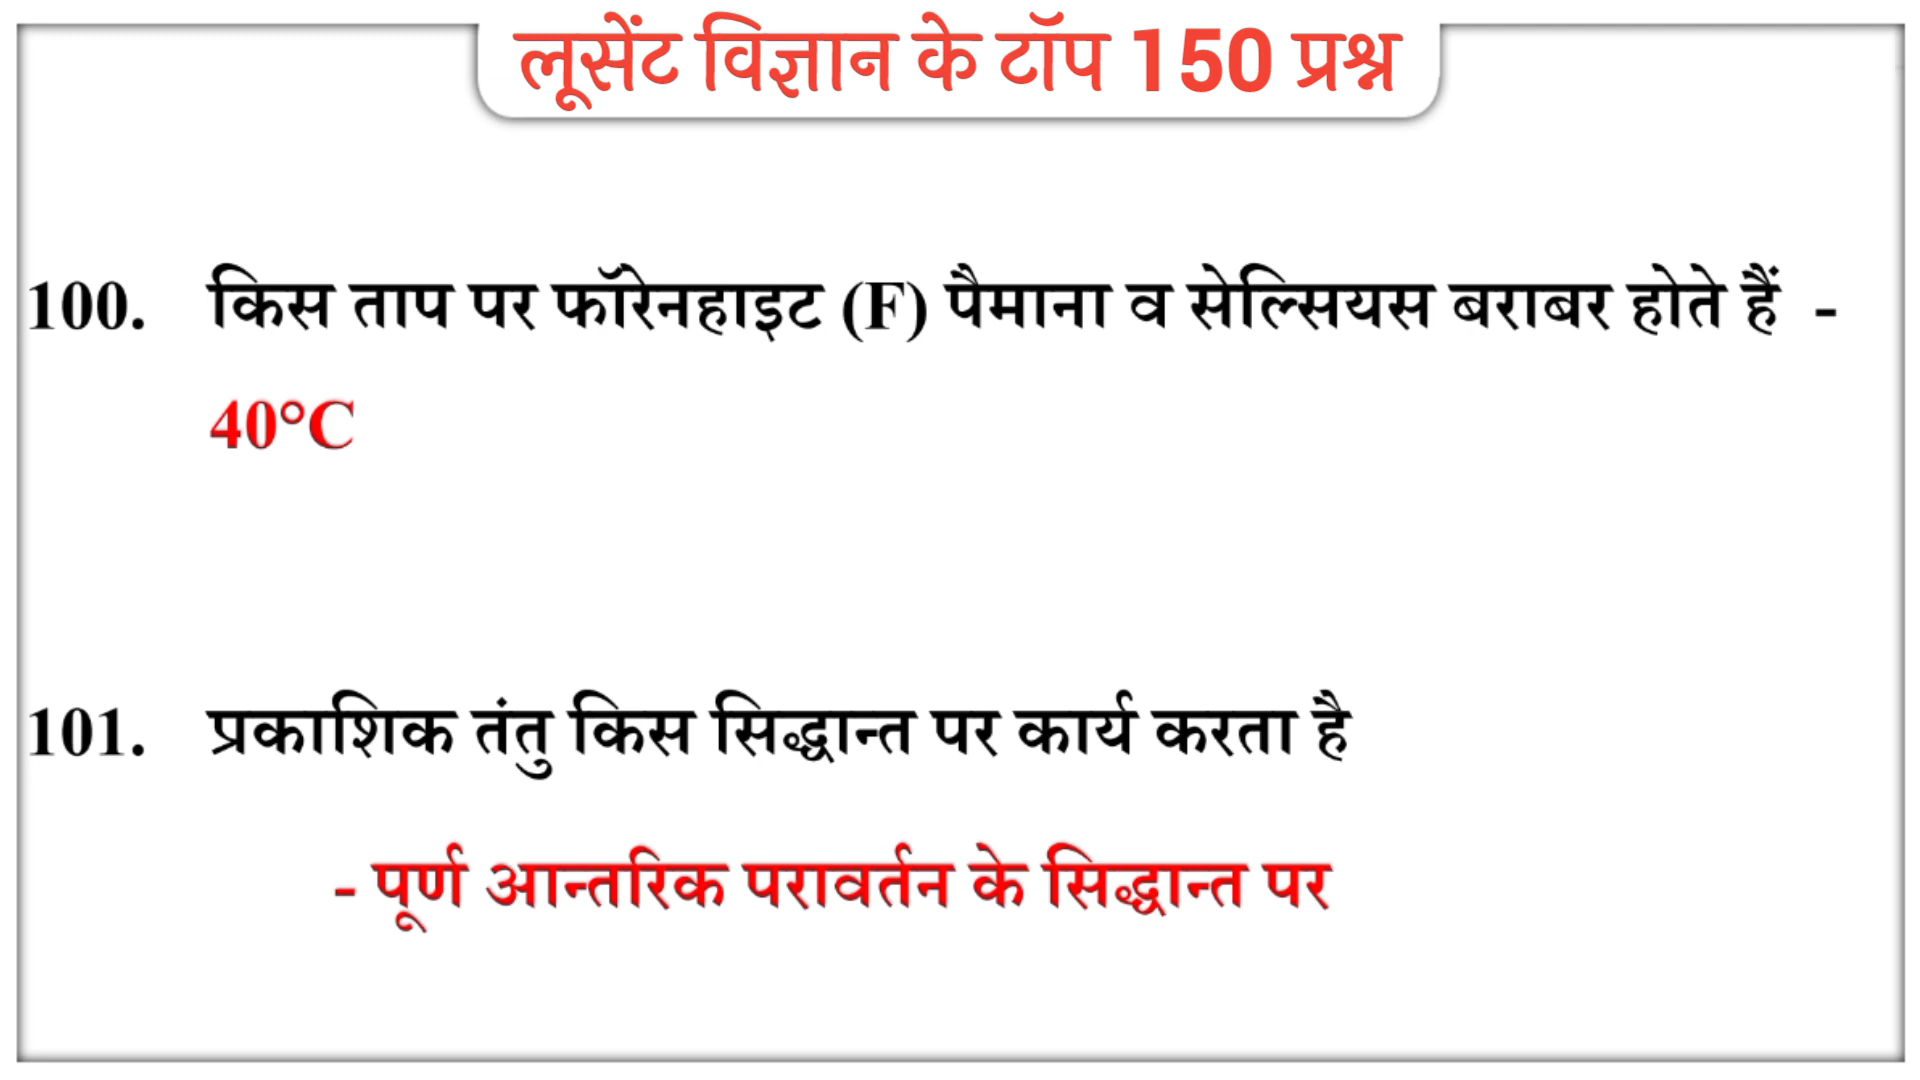 लूसेंट विज्ञान के टॉप 150 प्रश्न
100. किस ताप पर फॉरेनहाइट (F) पैमाना व सेल्सियस बराबर होते हैं -
40°C
101. प्रकाशिक तंतु किस सिद्धान्त पर कार्य करता है
- पूर्ण आन्तरिक परावर्तन के सिद्धान्त पर